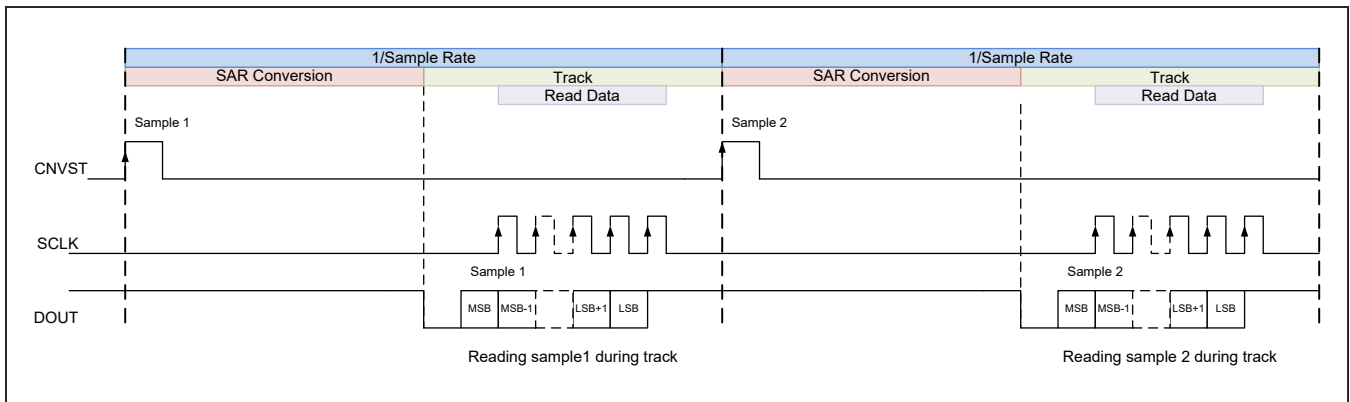 1/Sample Rate 1/Sample Rate
SAR Conversion Track SAR Conversion Track
Read Data Read Data
Sample 1 Sample 2
CNVST
SCLK
Sample 1 Sample 2
DOUT MSB MSB-1 LSB+1 LSB MSB MSB-1 LSB+1 LSB
Reading sample1 during track Reading sample 2 during track